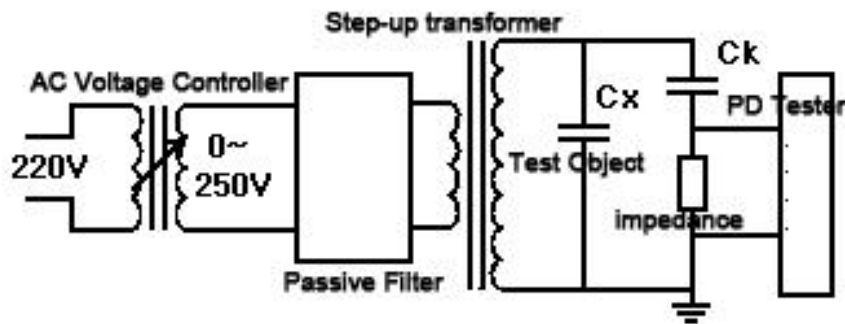 Step-up transformer
AC Voltage Controller
Ck
Cx
PD Tester
220V
0~
250V
Test Object
impedance
Passive Filter